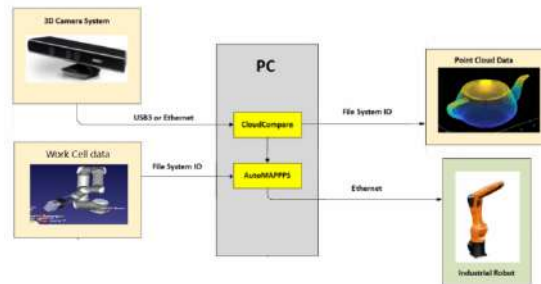 3D Camera System
PC
Point Cloud Data
USB3 or Ethernet
CloudCompare
File System IO
Work Cell data
File System IO
AutoMAPPPS
Ethernet
Industrial Robot